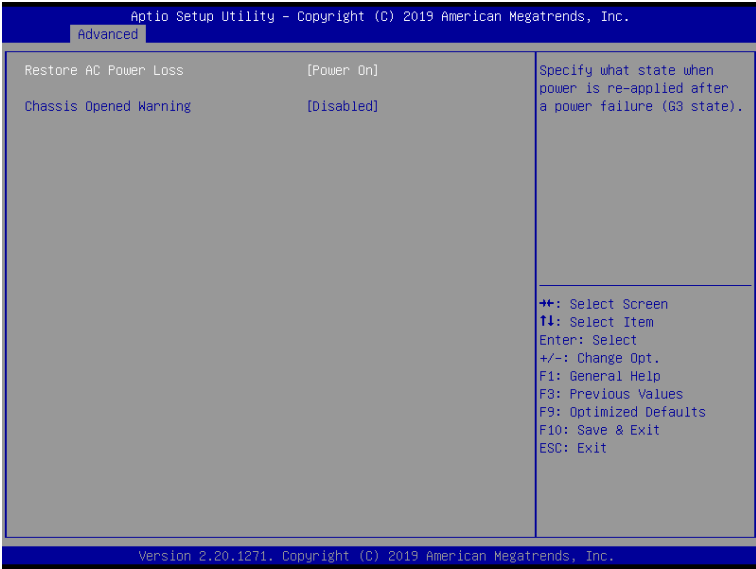 Aptio Setup Utility – Copyright (C) 2019 American Megatrends, Inc.
Advanced
Restore AC Power Loss [Power On]
Chassis Opened Warning [Disabled]
Specify what state when
power is re-applied after
a power failure (G3 state).
→←: Select Screen
↑↓: Select Item
Enter: Select
+/-: Change Opt.
F1: General Help
F3: Previous Values
F9: Optimized Defaults
F10: Save & Exit
ESC: Exit
Version 2.20.1271. Copyright (C) 2019 American Megatrends, Inc.